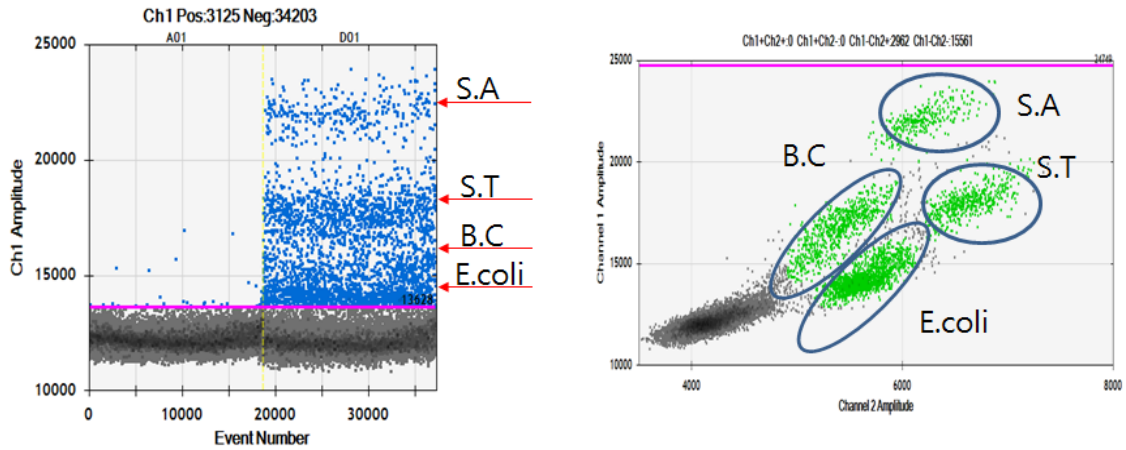 Ch1 Pos:3125 Neg:34203
A01 D01
25000
20000
15000
10000
Ch1 Amplitude
13628
0 10000 20000 30000
Event Number
S.A
S.T
B.C
E.coli
Ch1+Ch2+:0 Ch1+Ch2-:0 Ch1-Ch2+:2962 Ch1-Ch2-:15561
25000
20000
15000
10000
Channel 1 Amplitude
24749
S.A
B.C
S.T
E.coli
4000 6000 8000
Channel 2 Amplitude